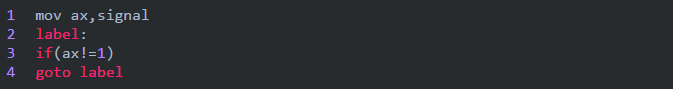 1 mov ax,signal
2 label:
3 if(ax!=1)
4 goto label